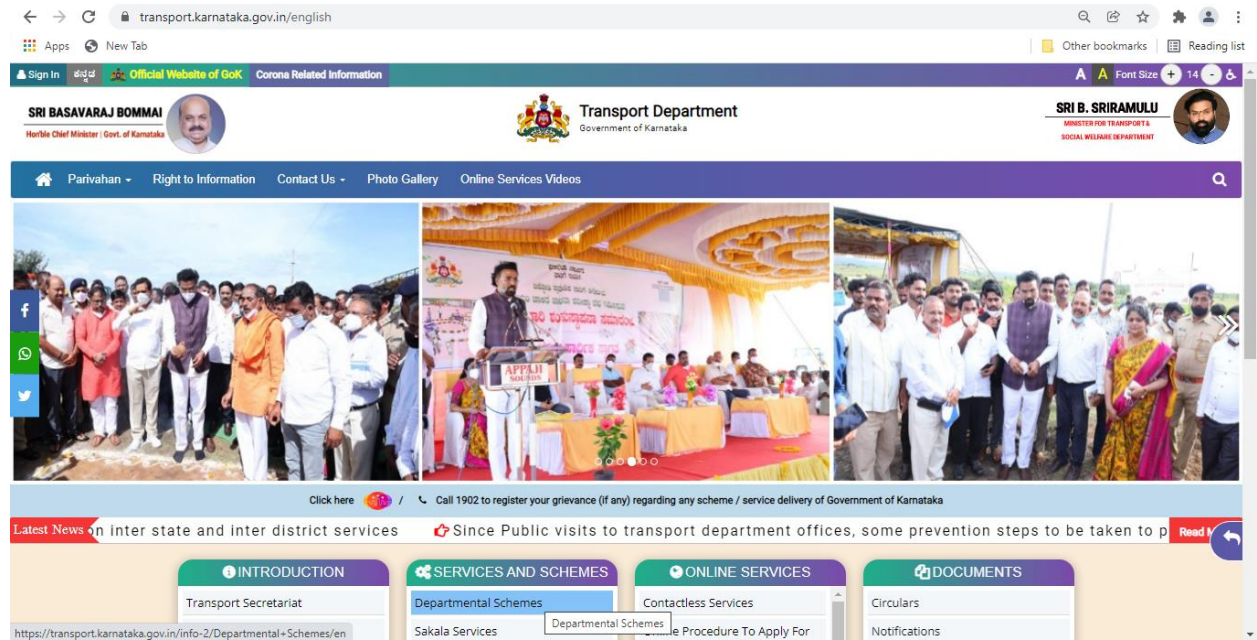 transport.karnataka.gov.in/english
Apps New Tab Other bookmarks Reading list
Sign In ಕನ್ನಡ Official Website of GoK Corona Related Information A A Font Size + 14 -
SRI BASAVARAJ BOMMAI
Hon'ble Chief Minister | Govt. of Karnataka
Transport Department
Government of Karnataka
SRI B. SRIRAMULU
MINISTER FOR TRANSPORT &
SOCIAL WELFARE DEPARTMENT
Parivahan Right to Information Contact Us Photo Gallery Online Services Videos
APPAJI
SOUNDS
Click here / Call 1902 to register your grievance (if any) regarding any scheme / service delivery of Government of Karnataka
Latest News on inter state and inter district services Since Public visits to transport department offices, some prevention steps to be taken to p Read M
INTRODUCTION SERVICES AND SCHEMES ONLINE SERVICES DOCUMENTS
Transport Secretariat Departmental Schemes Contactless Services Circulars
Departmental Schemes
Sakala Services Online Procedure To Apply For Notifications
https://transport.karnataka.gov.in/info-2/Departmental+Schemes/en